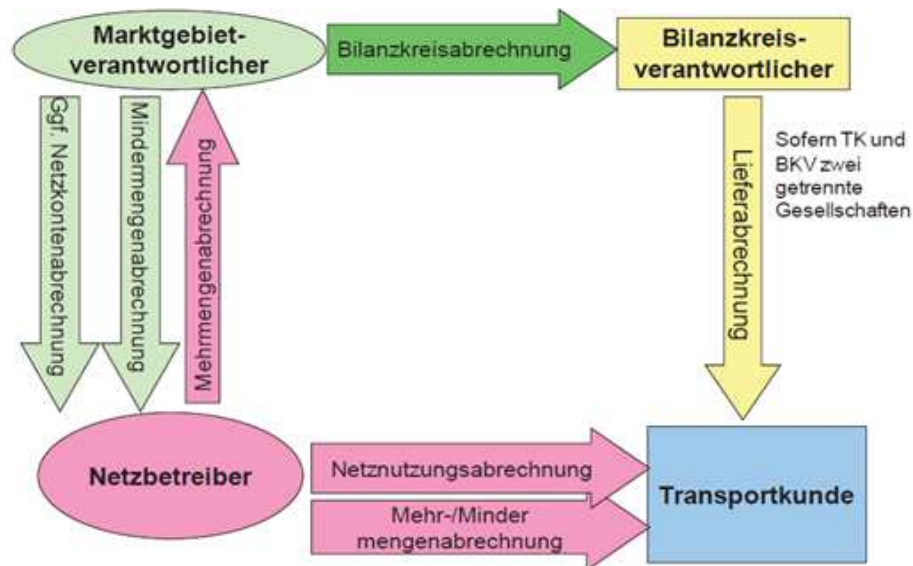 Marktgebiet-
verantwortlicher
Bilanzkreisabrechnung
Bilanzkreis-
verantwortlicher
Ggf. Netzkontenabrechnung
Mindermengenabrechnung
Mehrmengenabrechnung
Lieferabrechnung
Sofern TK und
BKV zwei
getrennte
Gesellschaften
Netzbetreiber
Netznutzungsabrechnung
Mehr-/Minder
mengenabrechnung
Transportkunde